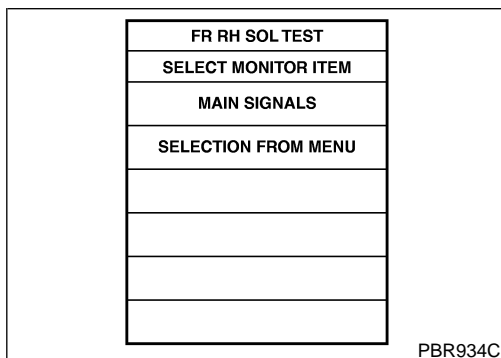 FR RH SOL TEST
SELECT MONITOR ITEM
MAIN SIGNALS
SELECTION FROM MENU
PBR934C